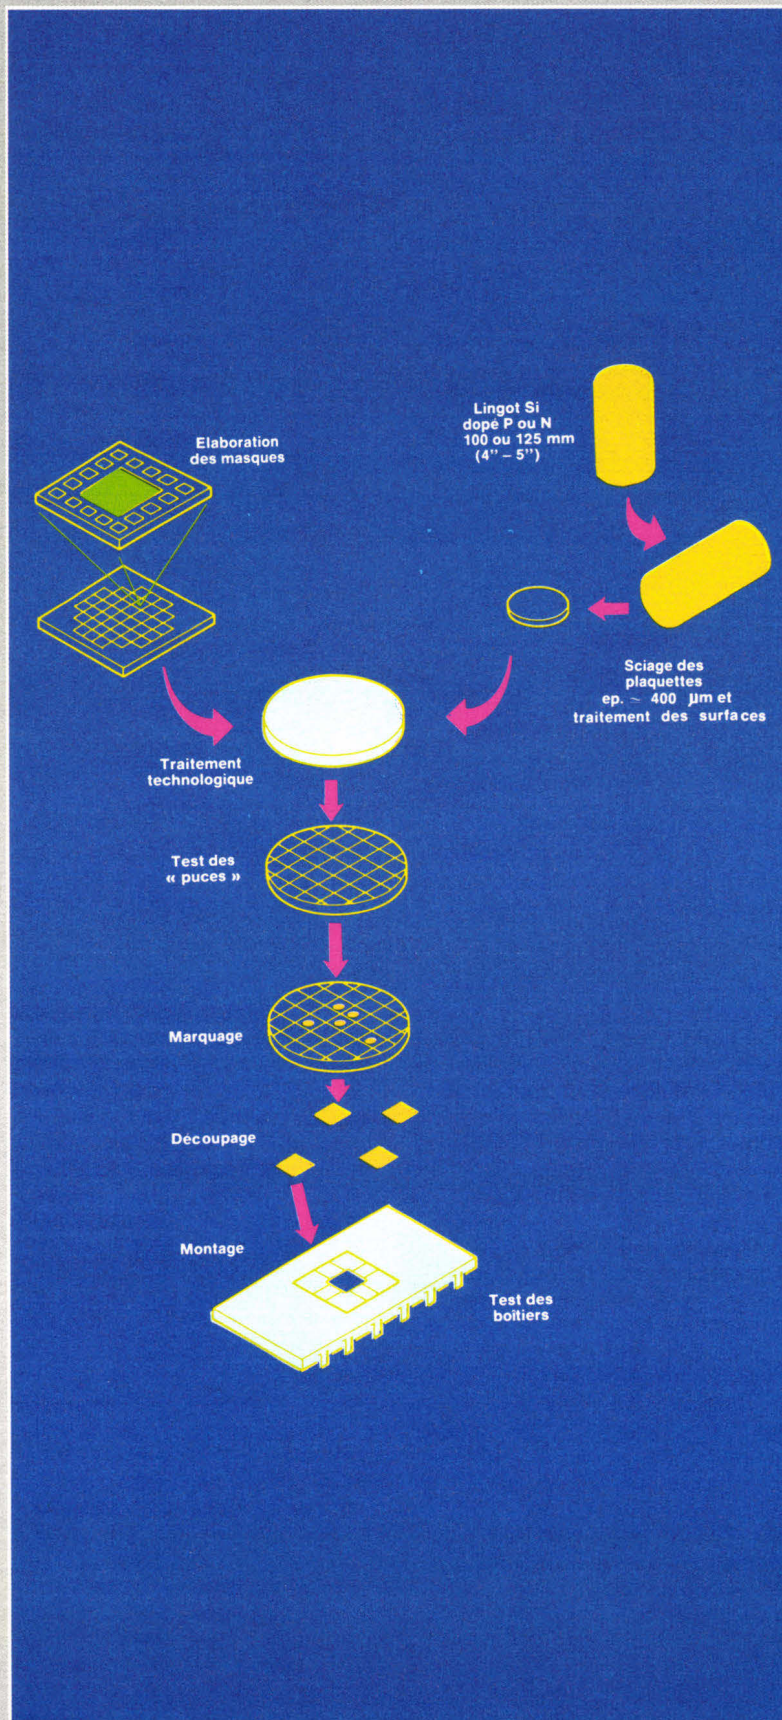 Elaboration
des masques
Lingot Si
dopé P ou N
100 ou 125 mm
(4'' – 5'')
Sciage des
plaquettes
ep. ~ 400 µm et
traitement des surfaces
Traitement
technologique
Test des
« puces »
Marquage
Découpage
Montage
Test des
boîtiers